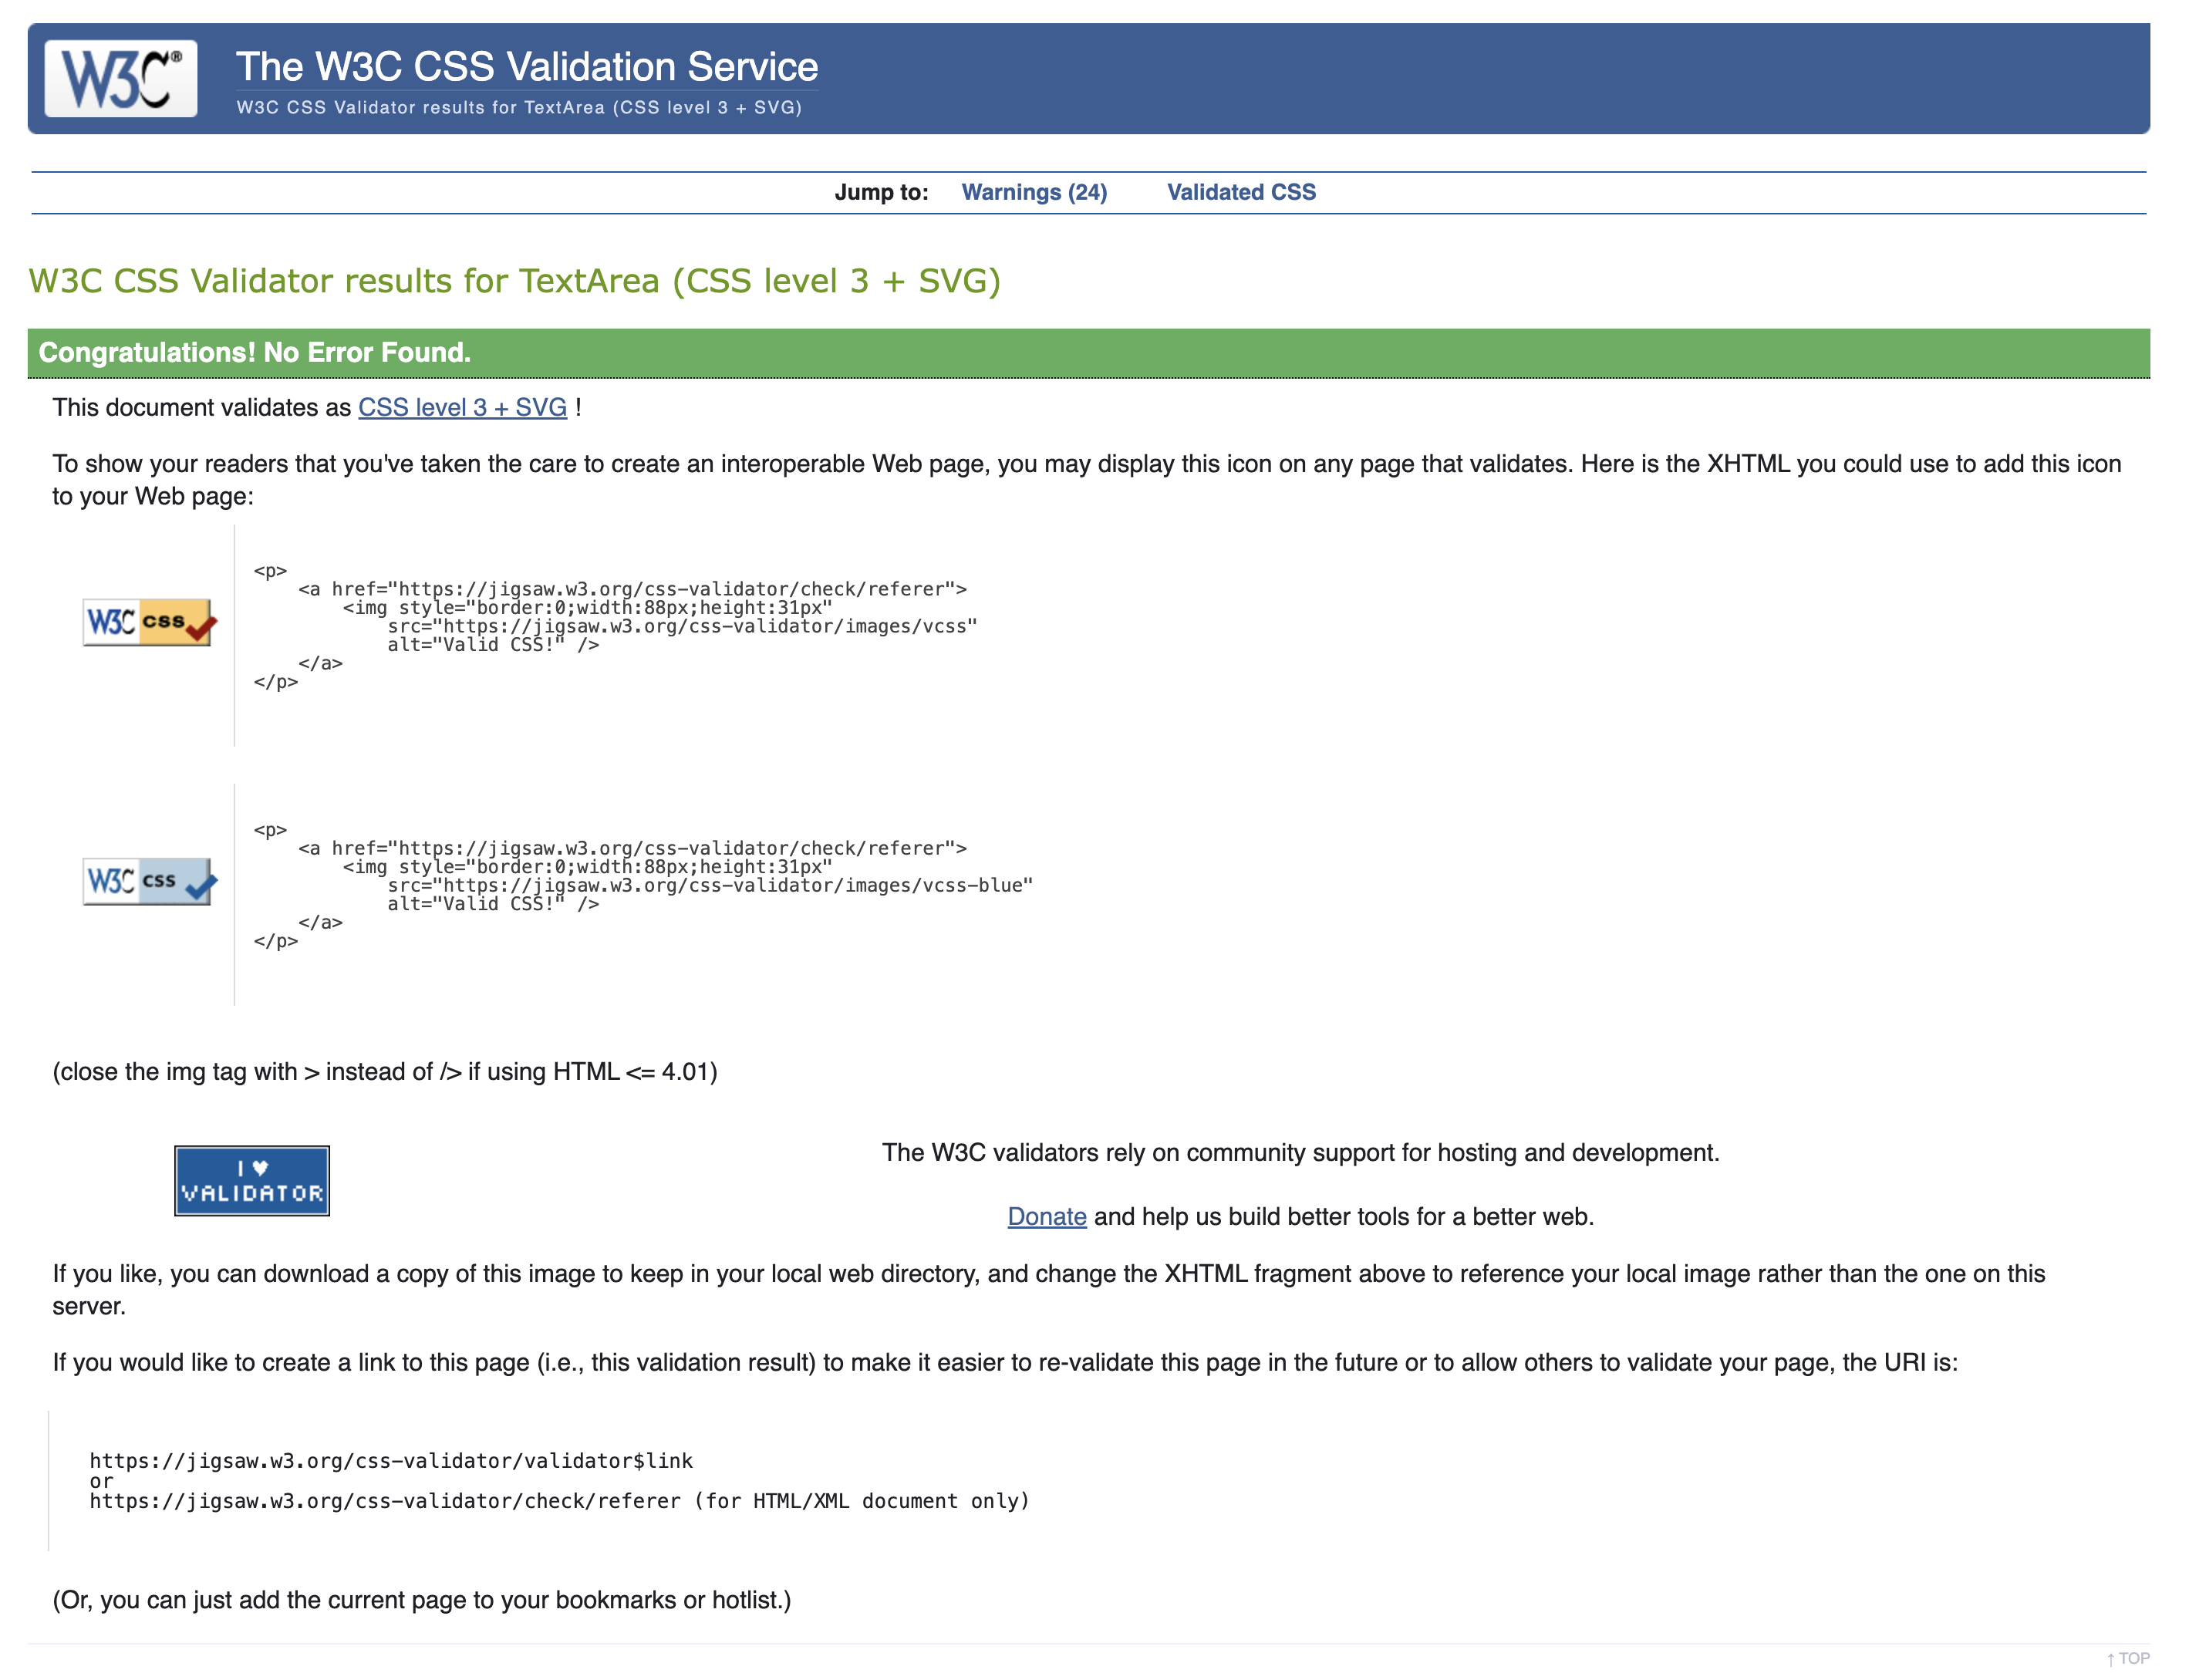 W3C®
The W3C CSS Validation Service
W3C CSS Validator results for TextArea (CSS level 3 + SVG)
Jump to: Warnings (24) Validated CSS
W3C CSS Validator results for TextArea (CSS level 3 + SVG)
Congratulations! No Error Found.
This document validates as CSS level 3 + SVG !
To show your readers that you've taken the care to create an interoperable Web page, you may display this icon on any page that validates. Here is the XHTML you could use to add this icon
to your Web page:
W3C css
<p>
    <a href="https://jigsaw.w3.org/css-validator/check/referer">
        <img style="border:0;width:88px;height:31px"
            src="https://jigsaw.w3.org/css-validator/images/vcss"
            alt="Valid CSS!" />
    </a>
</p>
W3C css
<p>
    <a href="https://jigsaw.w3.org/css-validator/check/referer">
        <img style="border:0;width:88px;height:31px"
            src="https://jigsaw.w3.org/css-validator/images/vcss-blue"
            alt="Valid CSS!" />
    </a>
</p>
(close the img tag with > instead of /> if using HTML <= 4.01)
I ♥
VALIDATOR
The W3C validators rely on community support for hosting and development.
Donate and help us build better tools for a better web.
If you like, you can download a copy of this image to keep in your local web directory, and change the XHTML fragment above to reference your local image rather than the one on this
server.
If you would like to create a link to this page (i.e., this validation result) to make it easier to re-validate this page in the future or to allow others to validate your page, the URI is:
https://jigsaw.w3.org/css-validator/validator$link
or
https://jigsaw.w3.org/css-validator/check/referer (for HTML/XML document only)
(Or, you can just add the current page to your bookmarks or hotlist.)
↑ TOP